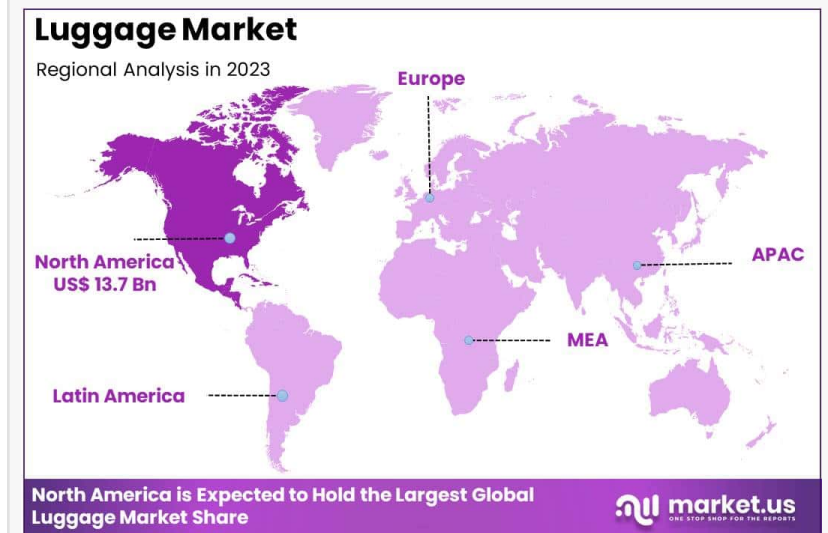 Luggage Market
Regional Analysis in 2023
Europe
North America
US$ 13.7 Bn
APAC
MEA
Latin America
North America is Expected to Hold the Largest Global
Luggage Market Share
market.us
ONE STOP SHOP FOR THE REPORTS